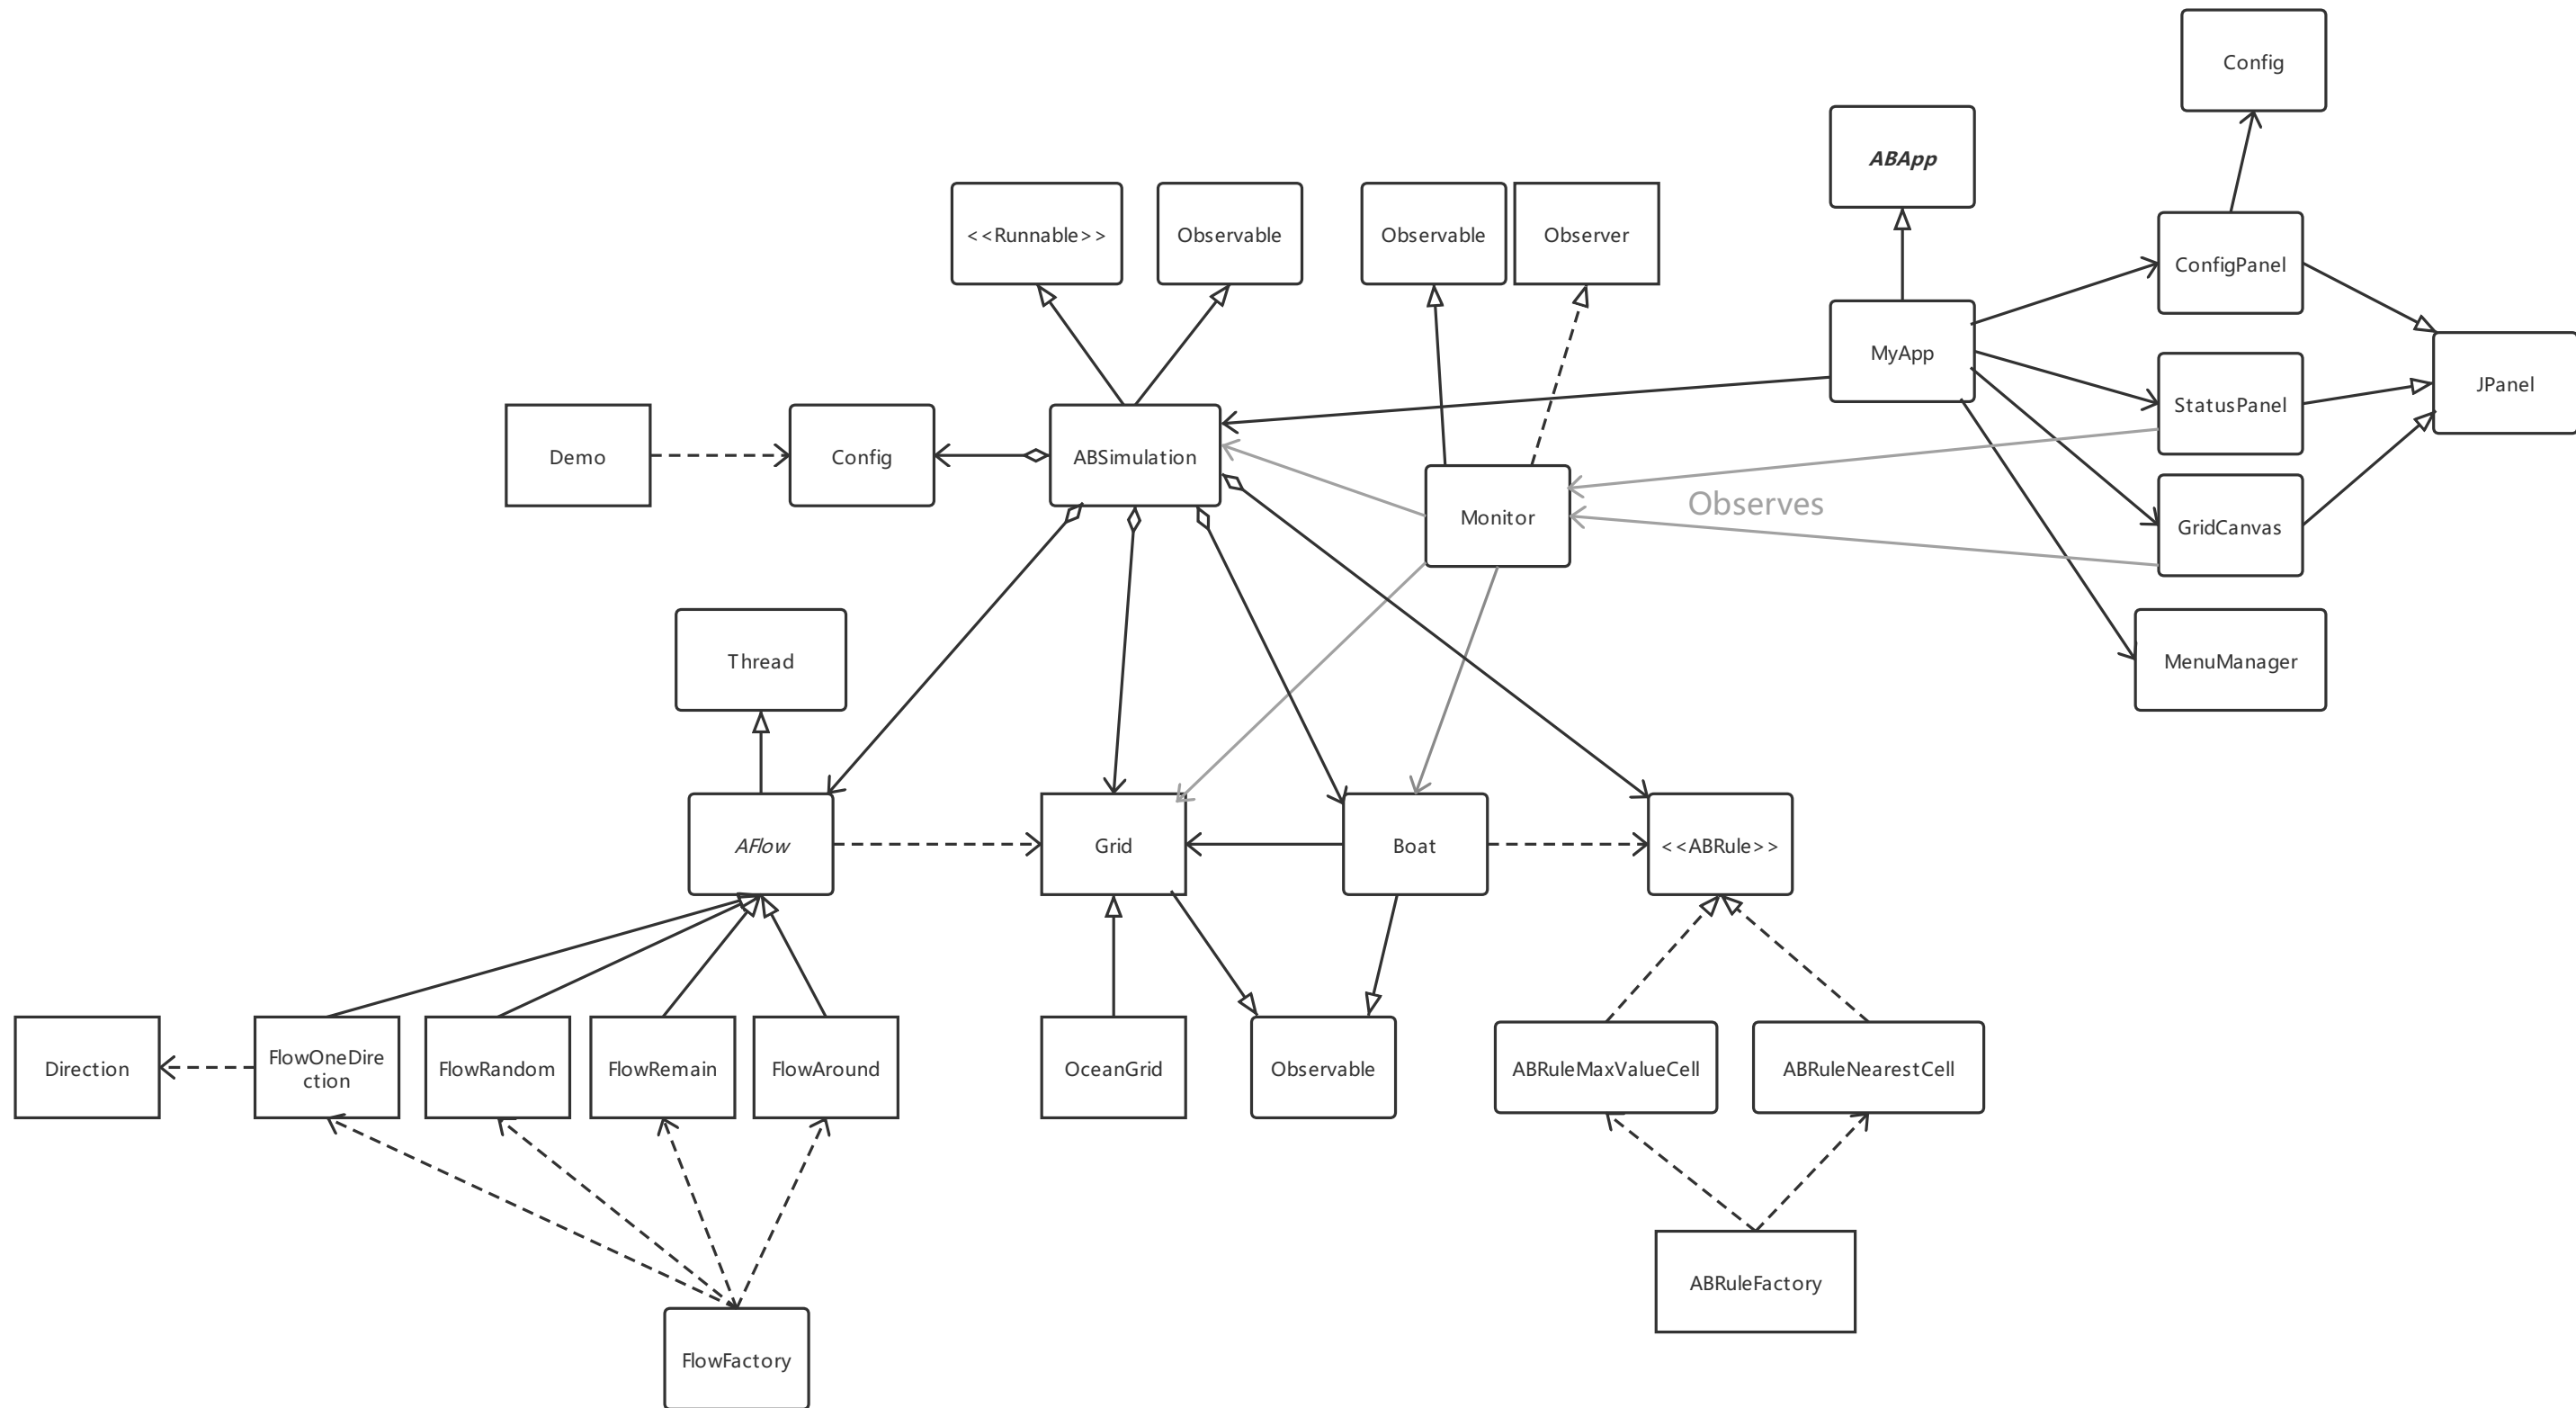 Config
ABApp
<<Runnable>>
Observable
Observable
Observer
ConfigPanel
MyApp
JPanel
StatusPanel
Demo
Config
ABSimulation
Observes
Monitor
GridCanvas
Thread
MenuManager
AFlow
Grid
Boat
<<ABRule>>
Direction
FlowOneDire
ction
FlowRandom
FlowRemain
FlowAround
OceanGrid
Observable
ABRuleMaxValueCell
ABRuleNearestCell
ABRuleFactory
FlowFactory